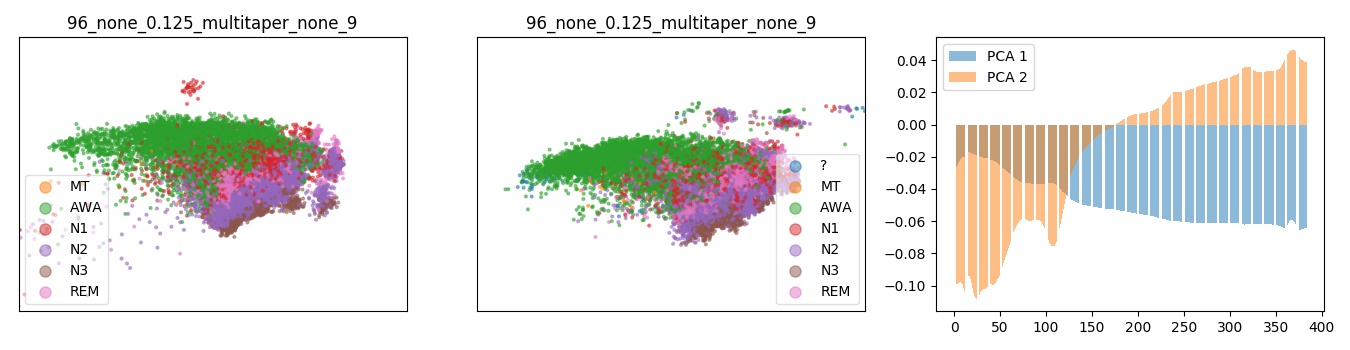 96_none_0.125_multitaper_none_9
MT
AWA
N1
N2
N3
REM
96_none_0.125_multitaper_none_9
?
MT
AWA
N1
N2
N3
REM
PCA 1
PCA 2
0.04
0.02
0.00
−0.02
−0.04
−0.06
−0.08
−0.10
0 50 100 150 200 250 300 350 400